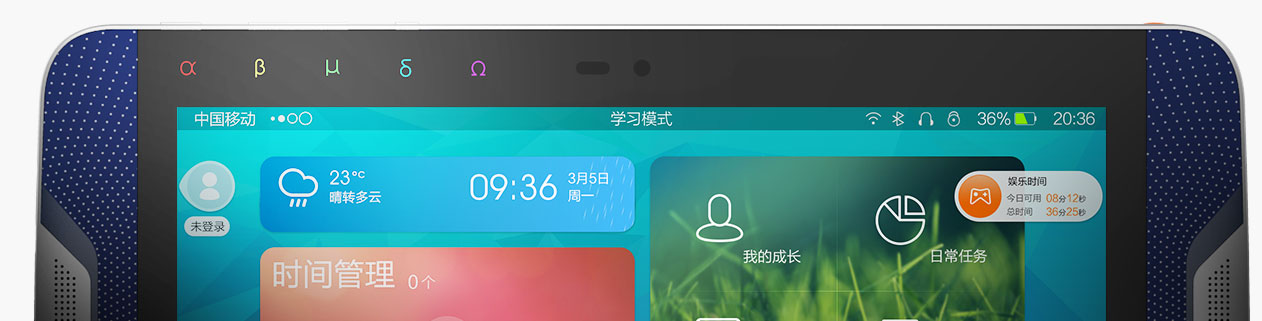 α β μ δ Ω
中国移动 学习模式 36% 20:36
23°C
晴转多云
09:36
3月5日
周一
未登录
时间管理 0个
我的成长
日常任务
娱乐时间
今日可用 08分12秒
总时间 36分25秒